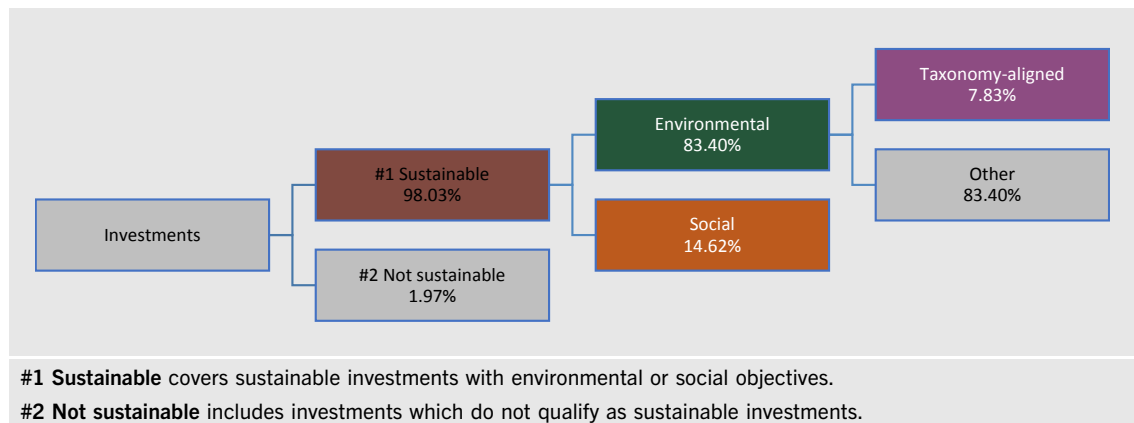 Investments
#1 Sustainable
98.03%
#2 Not sustainable
1.97%
Environmental
83.40%
Social
14.62%
Taxonomy-aligned
7.83%
Other
83.40%
#1 Sustainable covers sustainable investments with environmental or social objectives.
#2 Not sustainable includes investments which do not qualify as sustainable investments.